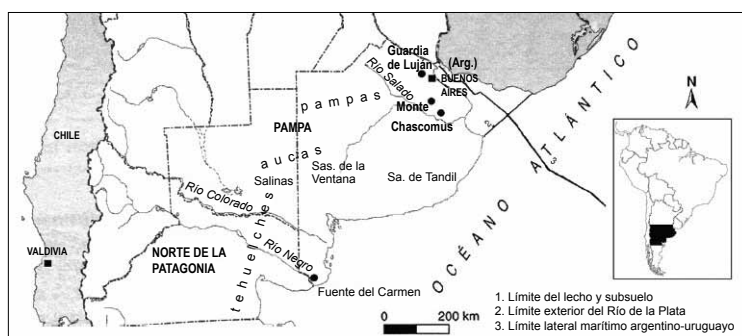 Guardia
de Luján
(Arg.)
BUENOS
AIRES
Río Salado
Monte
Chascomus
pampas
CHILE
PAMPA
aucas
Salinas
Sas. de la
Ventana
Sa. de Tandil
Río Colorado
tehuelches
Río Negro
VALDIVIA
NORTE DE LA
PATAGONIA
Fuente del Carmen
OCÉANO ATLÁNTICO
2
3
N
0 200 km
1. Límite del lecho y subsuelo
2. Límite exterior del Río de la Plata
3. Límite lateral marítimo argentino-uruguayo